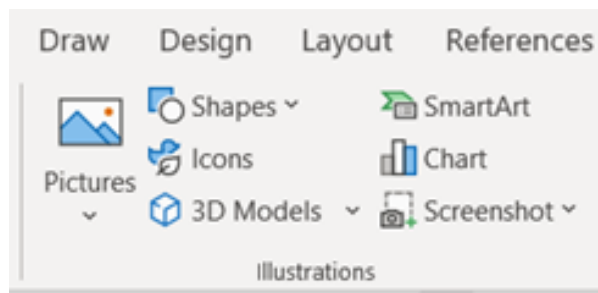 Draw Design Layout References
Shapes SmartArt
Icons Chart
Pictures
3D Models Screenshot
Illustrations